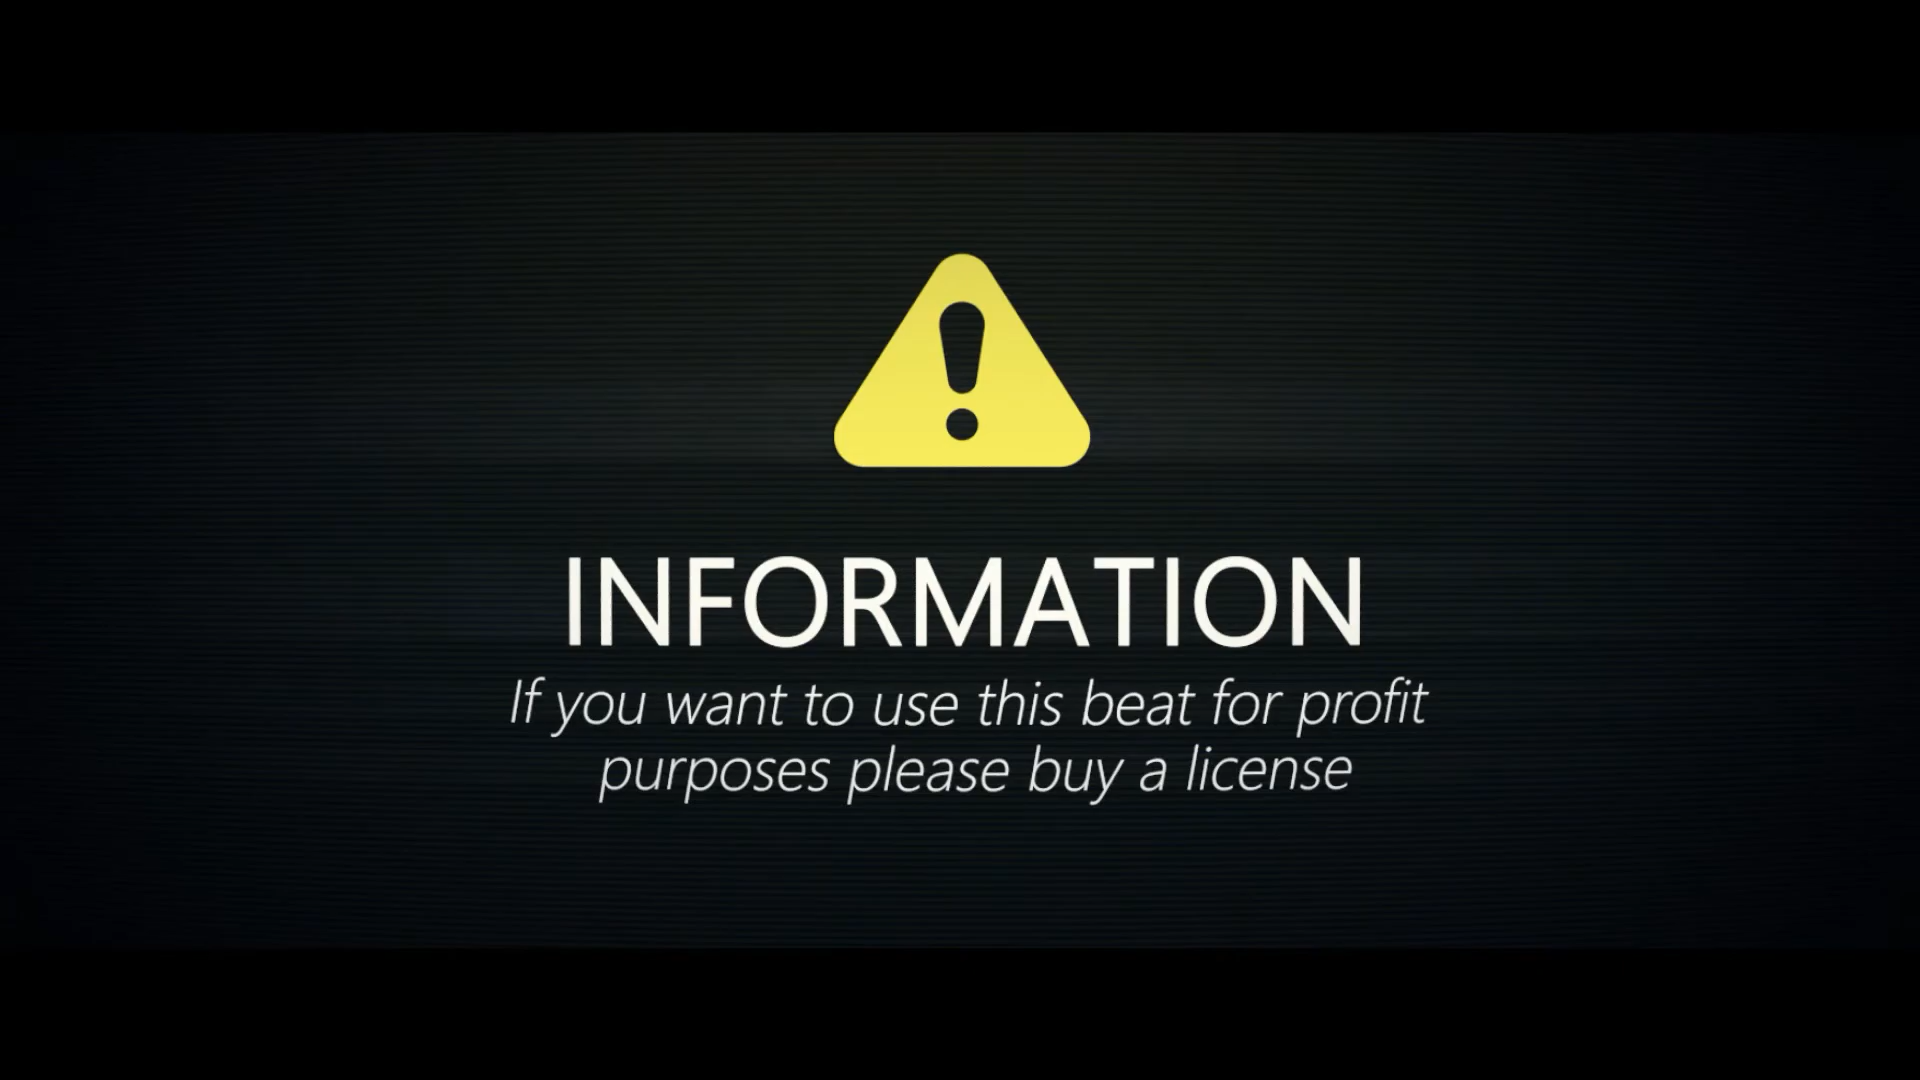 INFORMATION
If you want to use this beat for profit
purposes please buy a license